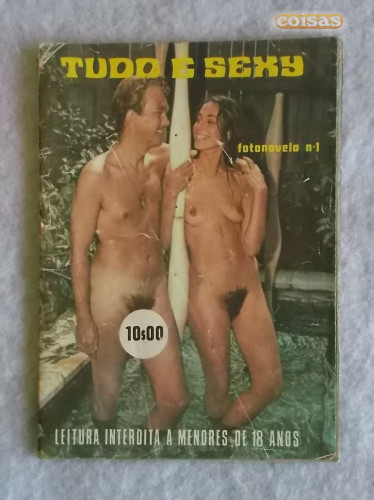 coisas
TUDO E SEXY
fotonovela n-1
10$00
LEITURA INTERDITA A MENORES DE 18 ANOS